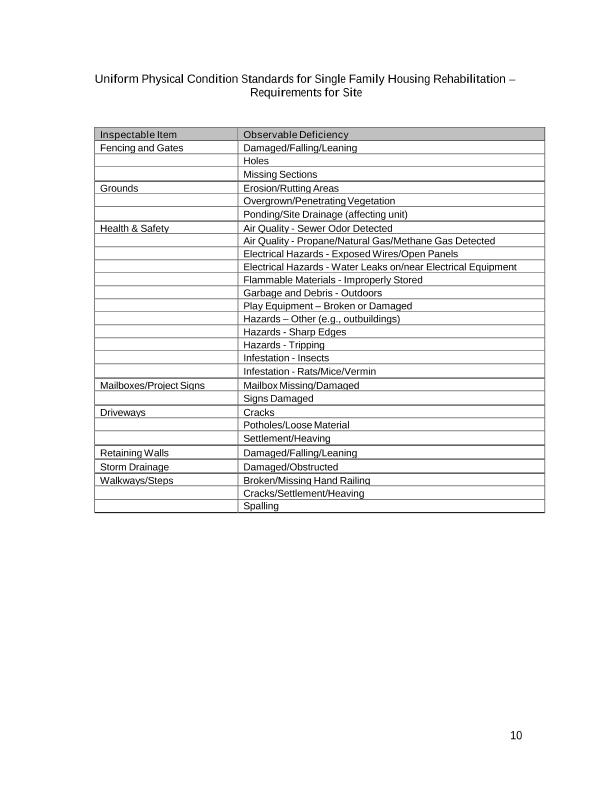 Uniform Physical Condition Standards for Single Family Housing Rehabilitation –
Requirements for Site
Inspectable Item Observable Deficiency
Fencing and Gates Damaged/Falling/Leaning
Holes
Missing Sections
Grounds Erosion/Rutting Areas
Overgrown/Penetrating Vegetation
Ponding/Site Drainage (affecting unit)
Health & Safety Air Quality - Sewer Odor Detected
Air Quality - Propane/Natural Gas/Methane Gas Detected
Electrical Hazards - Exposed Wires/Open Panels
Electrical Hazards - Water Leaks on/near Electrical Equipment
Flammable Materials - Improperly Stored
Garbage and Debris - Outdoors
Play Equipment – Broken or Damaged
Hazards – Other (e.g., outbuildings)
Hazards - Sharp Edges
Hazards - Tripping
Infestation - Insects
Infestation - Rats/Mice/Vermin
Mailboxes/Project Signs Mailbox Missing/Damaged
Signs Damaged
Driveways Cracks
Potholes/Loose Material
Settlement/Heaving
Retaining Walls Damaged/Falling/Leaning
Storm Drainage Damaged/Obstructed
Walkways/Steps Broken/Missing Hand Railing
Cracks/Settlement/Heaving
Spalling
10